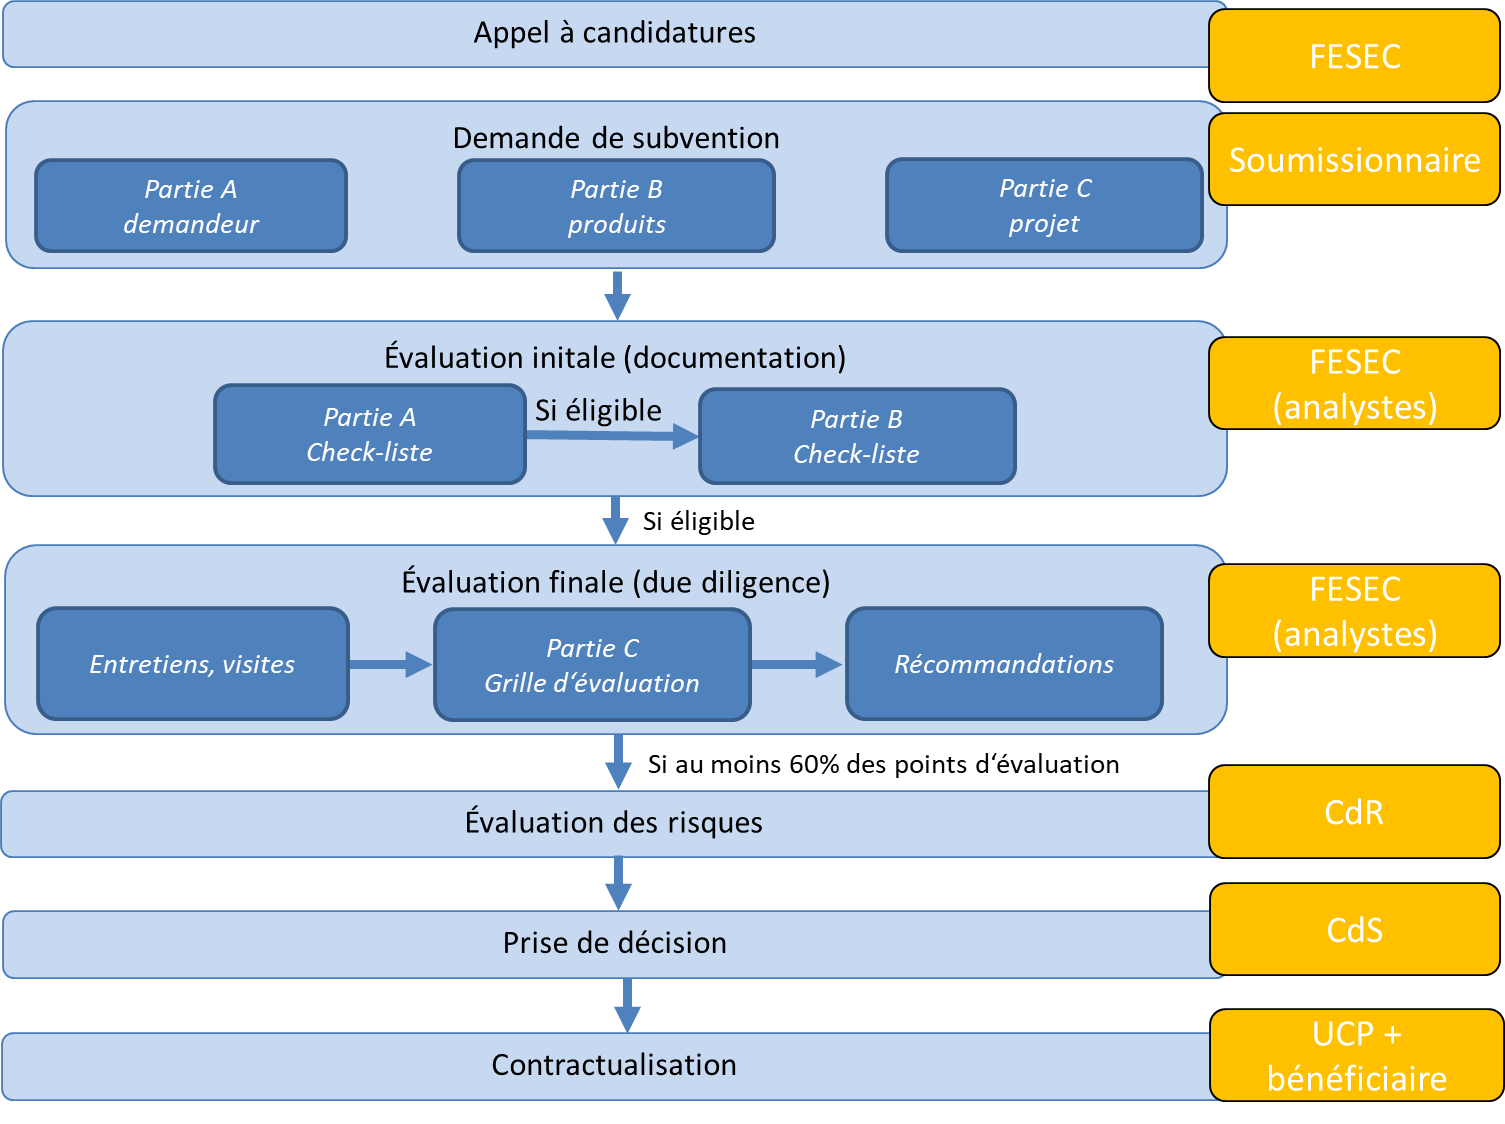 Appel à candidatures
FESEC
Demande de subvention
Soumissionnaire
Partie A
demandeur
Partie B
produits
Partie C
projet
Évaluation initale (documentation)
FESEC
(analystes)
Partie A
Check-liste
Si éligible
Partie B
Check-liste
Si éligible
Évaluation finale (due diligence)
FESEC
(analystes)
Entretiens, visites
Partie C
Grille d‘évaluation
Récommandations
Si au moins 60% des points d‘évaluation
Évaluation des risques
CdR
Prise de décision
CdS
Contractualisation
UCP +
bénéficiaire